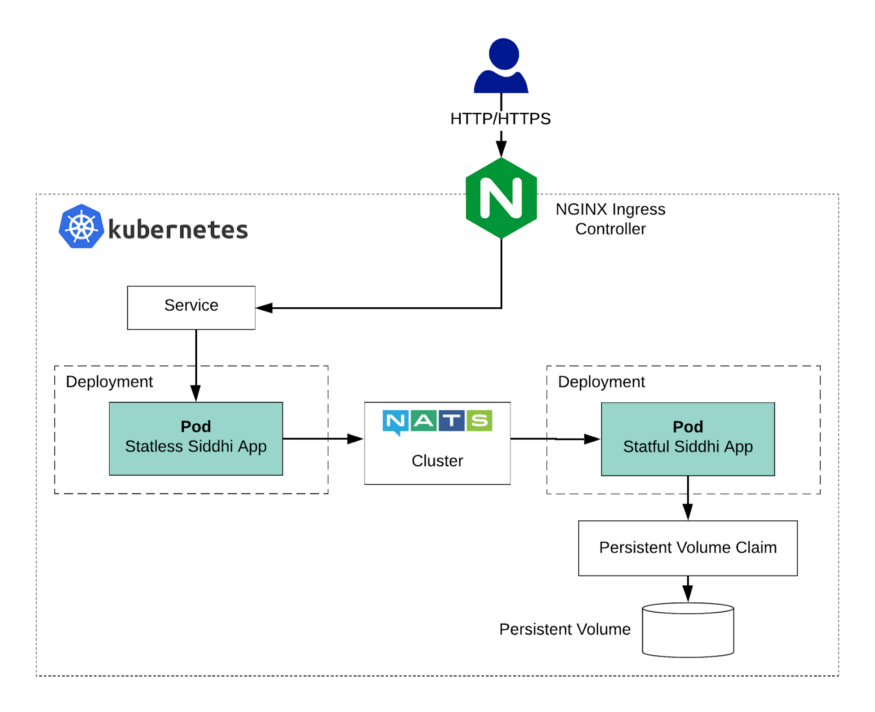 HTTP/HTTPS
N
NGINX Ingress
Controller
kubernetes
Service
Deployment
Pod
Statless Siddhi App
NATS
Cluster
Deployment
Pod
Statful Siddhi App
Persistent Volume Claim
Persistent Volume